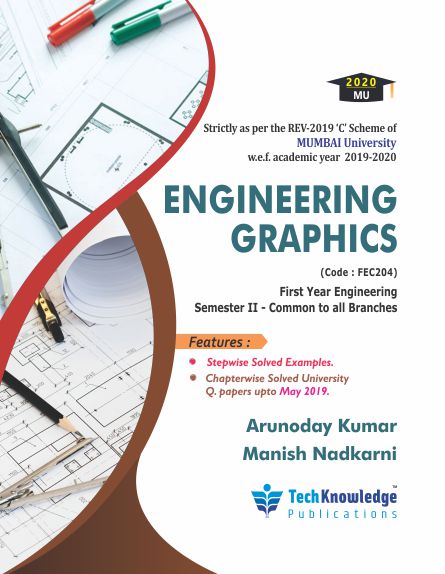 2020
MU
Strictly as per the REV-2019 'C' Scheme of
MUMBAI University
w.e.f. academic year 2019-2020
ENGINEERING
GRAPHICS
(Code : FEC204)
First Year Engineering
Semester II - Common to all Branches
Features :
Stepwise Solved Examples.
Chapterwise Solved University
Q. papers upto May 2019.
Arunoday Kumar
Manish Nadkarni
TechKnowledge™
Publications